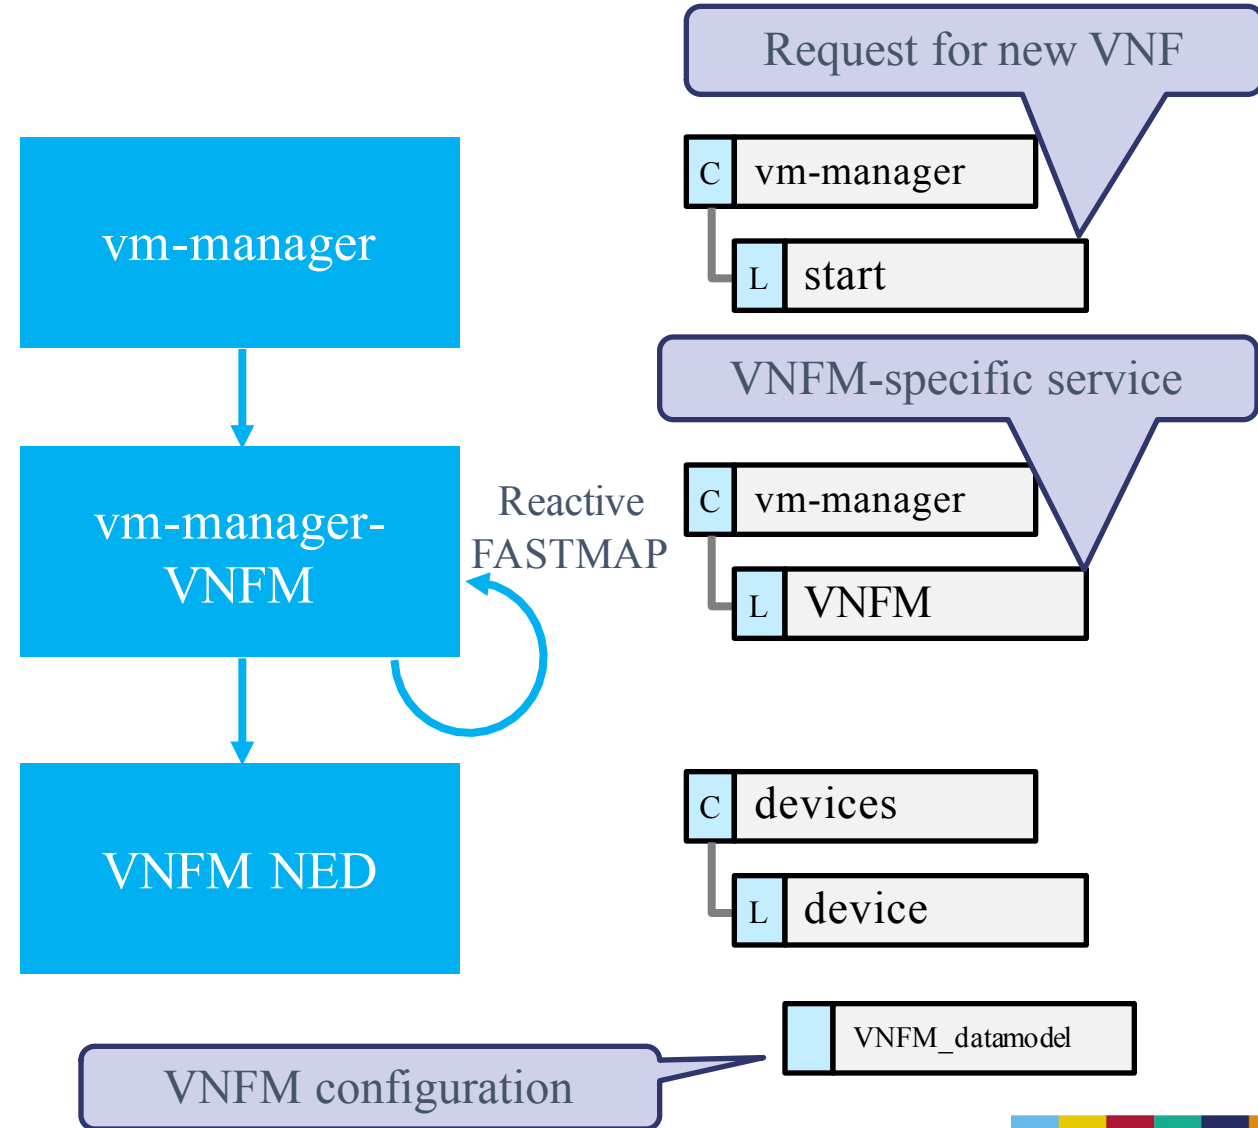 Request for new VNF
vm-manager
C vm-manager
L start
VNFM-specific service
vm-manager-
VNFM
Reactive
FASTMAP
C vm-manager
L VNFM
VNFM NED
C devices
L device
VNFM_datamodel
VNFM configuration